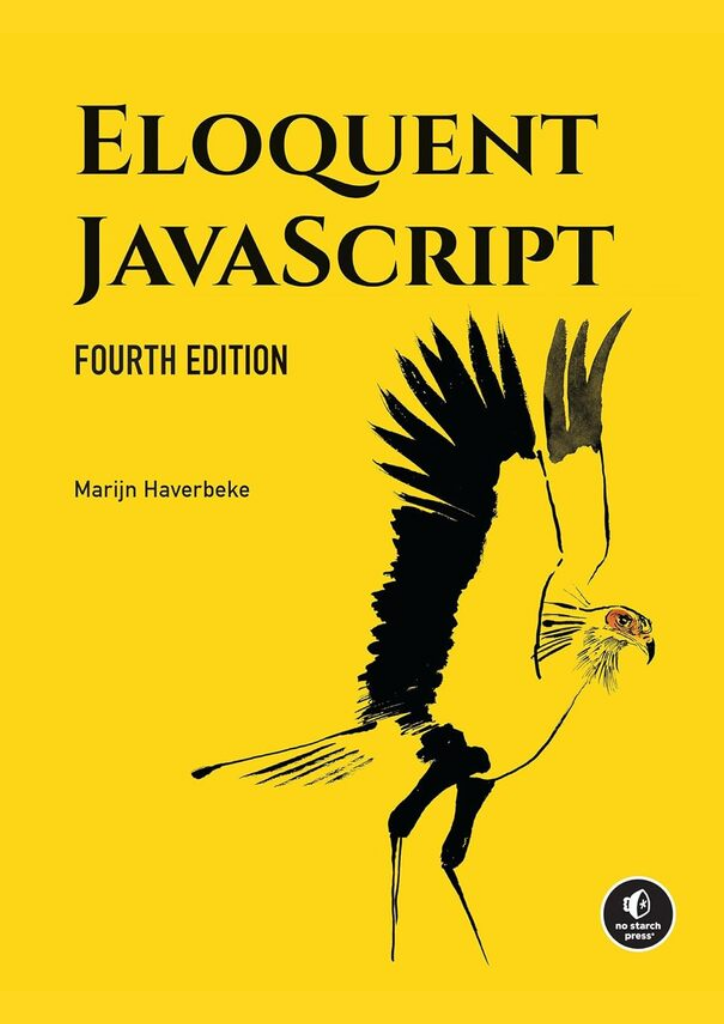 ELOQUENT
JAVASCRIPT
FOURTH EDITION
Marijn Haverbeke
no starch
press®